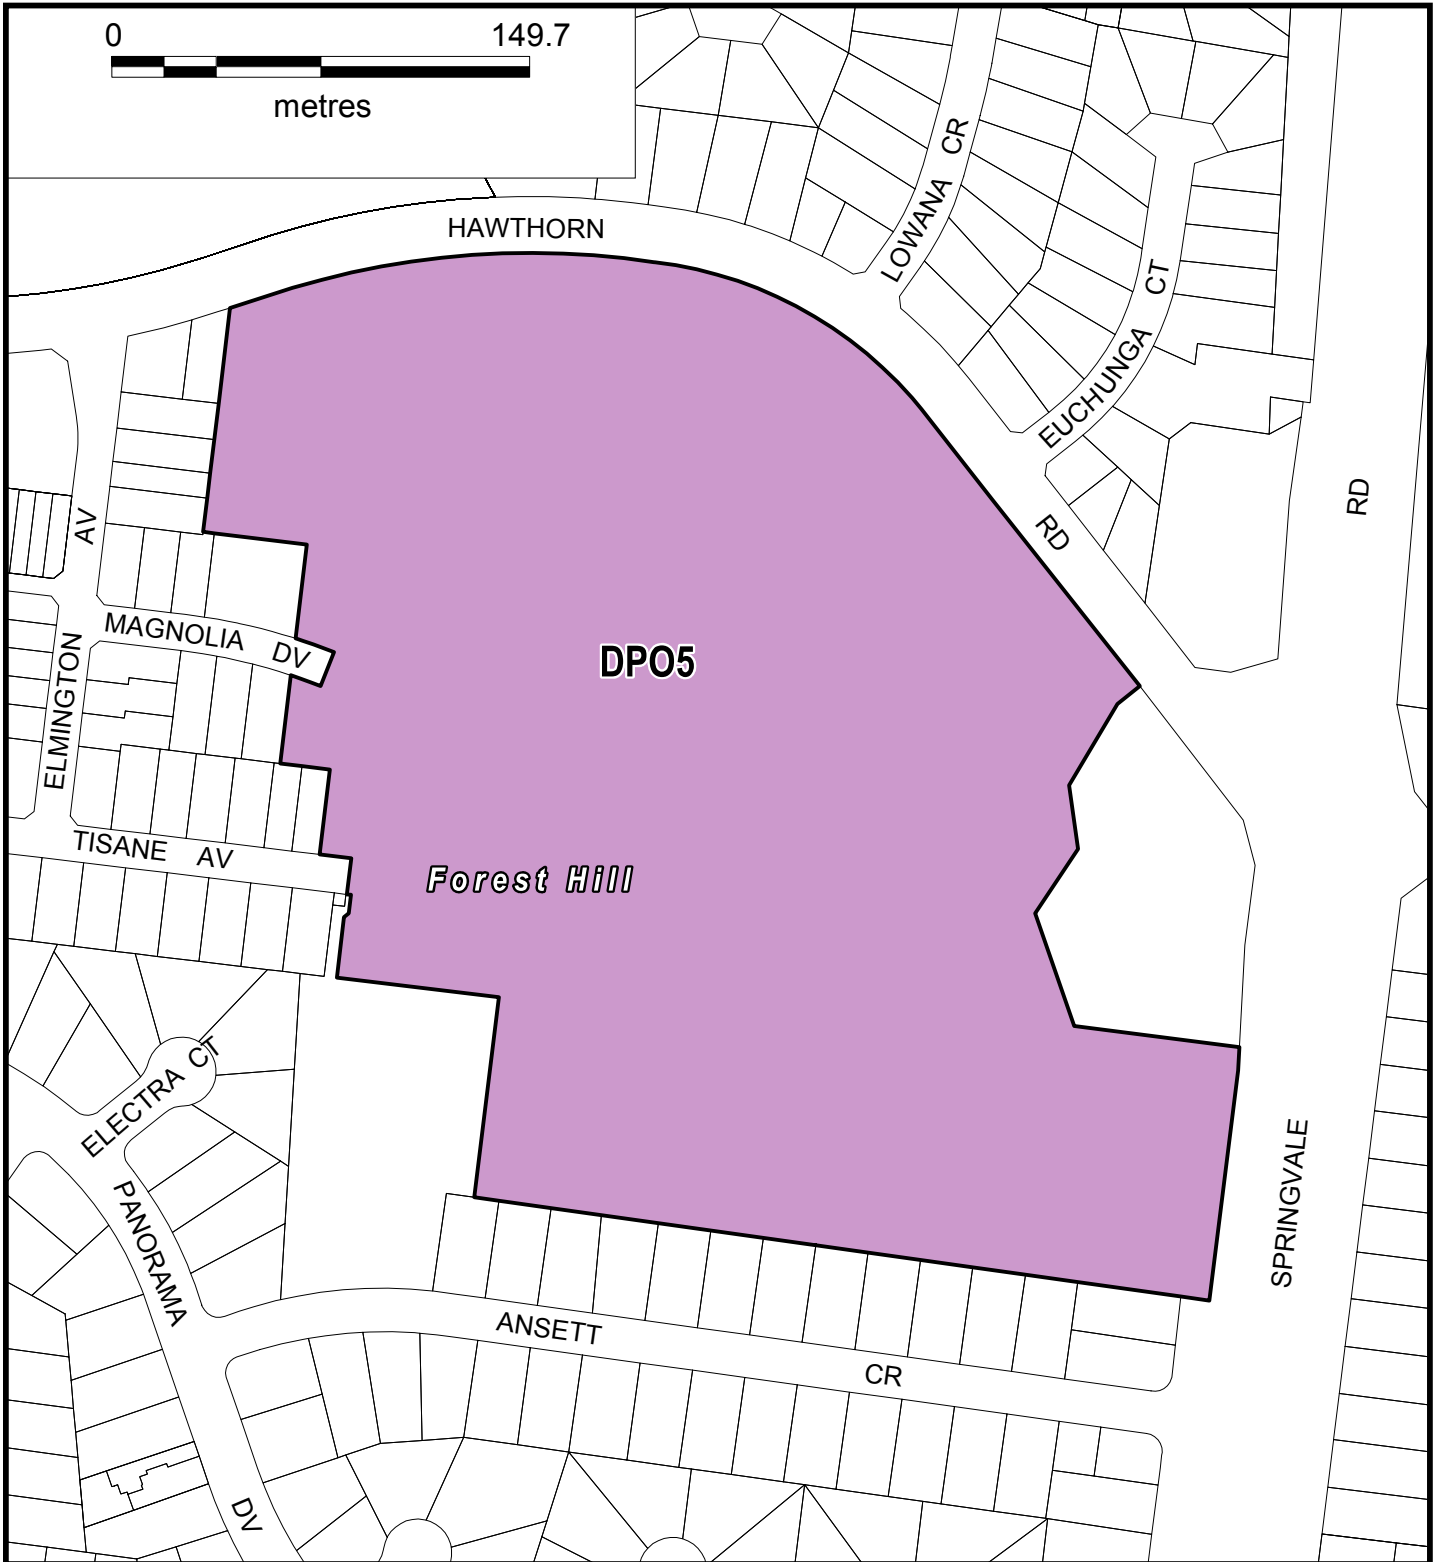 0 149.7
metres
HAWTHORN
LOWANA CR
EUCHUNGA CT
RD
RD
AV
MAGNOLIA DV
ELMINGTON
DPO5
TISANE AV
Forest Hill
ELECTRA CT
PANORAMA
SPRINGVALE
ANSETT
CR
DV